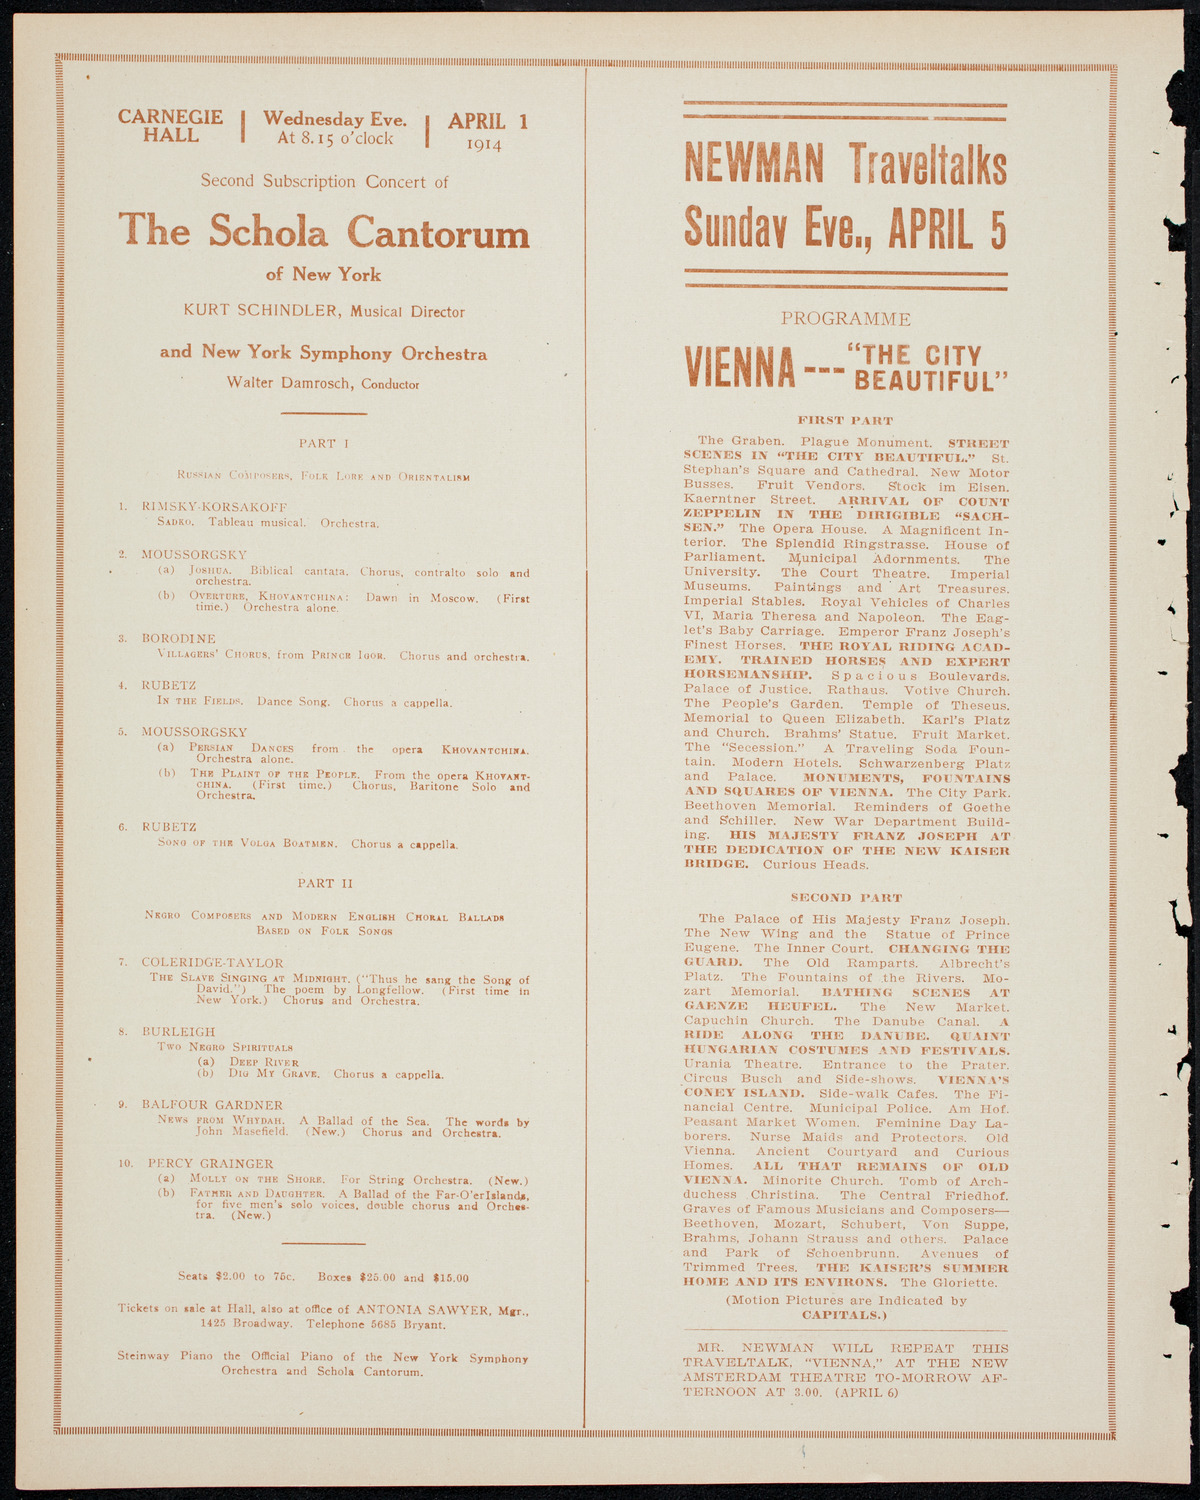 CARNEGIE
HALL
Wednesday Eve.
At 8.15 o'clock
APRIL 1
1914
Second Subscription Concert of
The Schola Cantorum
of New York
KURT SCHINDLER, Musical Director
and New York Symphony Orchestra
Walter Damrosch, Conductor
PART I
Russian Composers, Folk Lore and Orientalism
1. RIMSKY-KORSAKOFF
Sadko. Tableau musical. Orchestra.
2. MOUSSORGSKY
(a) Joshua. Biblical cantata. Chorus, contralto solo and
orchestra.
(b) Overture, Khovantchina: Dawn in Moscow. (First
time.) Orchestra alone.
3. BORODINE
Villagers' Chorus, from Prince Igor. Chorus and orchestra.
4. RUBETZ
In the Fields. Dance Song. Chorus a cappella.
5. MOUSSORGSKY
(a) Persian Dances from the opera Khovantchina.
Orchestra alone.
(b) The Plaint of the People. From the opera Khovant-
china. (First time.) Chorus, Baritone Solo and
Orchestra.
6. RUBETZ
Song of the Volga Boatmen. Chorus a cappella.
PART II
Negro Composers and Modern English Choral Ballads
Based on Folk Songs
7. COLERIDGE-TAYLOR
The Slave Singing at Midnight. ("Thus he sang the Song of
David.") The poem by Longfellow. (First time in
New York.) Chorus and Orchestra.
8. BURLEIGH
Two Negro Spirituals
(a) Deep River
(b) Dig My Grave. Chorus a cappella.
9. BALFOUR GARDNER
News from Whydah. A Ballad of the Sea. The words by
John Masefield. (New.) Chorus and Orchestra.
10. PERCY GRAINGER
(a) Molly on the Shore. For String Orchestra. (New.)
(b) Father and Daughter. A Ballad of the Far-O'erIslands,
for five men's solo voices, double chorus and Orches-
tra. (New.)
Seats $2.00 to 75c. Boxes $25.00 and $15.00
Tickets on sale at Hall, also at office of ANTONIA SAWYER, Mgr.,
1425 Broadway. Telephone 5685 Bryant.
Steinway Piano the Official Piano of the New York Symphony
Orchestra and Schola Cantorum.
NEWMAN Traveltalks
Sunday Eve., APRIL 5
PROGRAMME
VIENNA --- "THE CITY
BEAUTIFUL"
FIRST PART
The Graben. Plague Monument. STREET
SCENES IN "THE CITY BEAUTIFUL." St.
Stephan's Square and Cathedral. New Motor
Busses. Fruit Vendors. Stock im Eisen.
Kaerntner Street. ARRIVAL OF COUNT
ZEPPELIN IN THE DIRIGIBLE "SACH-
SEN." The Opera House. A Magnificent In-
terior. The Splendid Ringstrasse. House of
Parliament. Municipal Adornments. The
University. The Court Theatre. Imperial
Museums. Paintings and Art Treasures.
Imperial Stables. Royal Vehicles of Charles
VI, Maria Theresa and Napoleon. The Eag-
let's Baby Carriage. Emperor Franz Joseph's
Finest Horses. THE ROYAL RIDING ACAD-
EMY. TRAINED HORSES AND EXPERT
HORSEMANSHIP. Spacious Boulevards.
Palace of Justice. Rathaus. Votive Church.
The People's Garden. Temple of Theseus.
Memorial to Queen Elizabeth. Karl's Platz
and Church. Brahms' Statue. Fruit Market.
The "Secession." A Traveling Soda Foun-
tain. Modern Hotels. Schwarzenberg Platz
and Palace. MONUMENTS, FOUNTAINS
AND SQUARES OF VIENNA. The City Park.
Beethoven Memorial. Reminders of Goethe
and Schiller. New War Department Build-
ing. HIS MAJESTY FRANZ JOSEPH AT
THE DEDICATION OF THE NEW KAISER
BRIDGE. Curious Heads.
SECOND PART
The Palace of His Majesty Franz Joseph.
The New Wing and the Statue of Prince
Eugene. The Inner Court. CHANGING THE
GUARD. The Old Ramparts. Albrecht's
Platz. The Fountains of the Rivers. Mo-
zart Memorial. BATHING SCENES AT
GAENZE HEUFEL. The New Market.
Capuchin Church. The Danube Canal. A
RIDE ALONG THE DANUBE. QUAINT
HUNGARIAN COSTUMES AND FESTIVALS.
Urania Theatre. Entrance to the Prater.
Circus Busch and Side-shows. VIENNA'S
CONEY ISLAND. Side-walk Cafes. The Fi-
nancial Centre. Municipal Police. Am Hof.
Peasant Market Women. Feminine Day La-
borers. Nurse Maids and Protectors. Old
Vienna. Ancient Courtyard and Curious
Homes. ALL THAT REMAINS OF OLD
VIENNA. Minorite Church. Tomb of Arch-
duchess Christina. The Central Friedhof.
Graves of Famous Musicians and Composers—
Beethoven, Mozart, Schubert, Von Suppe,
Brahms, Johann Strauss and others. Palace
and Park of Schoenbrunn. Avenues of
Trimmed Trees. THE KAISER'S SUMMER
HOME AND ITS ENVIRONS. The Gloriette.
(Motion Pictures are Indicated by
CAPITALS.)
MR. NEWMAN WILL REPEAT THIS
TRAVELTALK, "VIENNA," AT THE NEW
AMSTERDAM THEATRE TO-MORROW AF-
TERNOON AT 3.00. (APRIL 6)